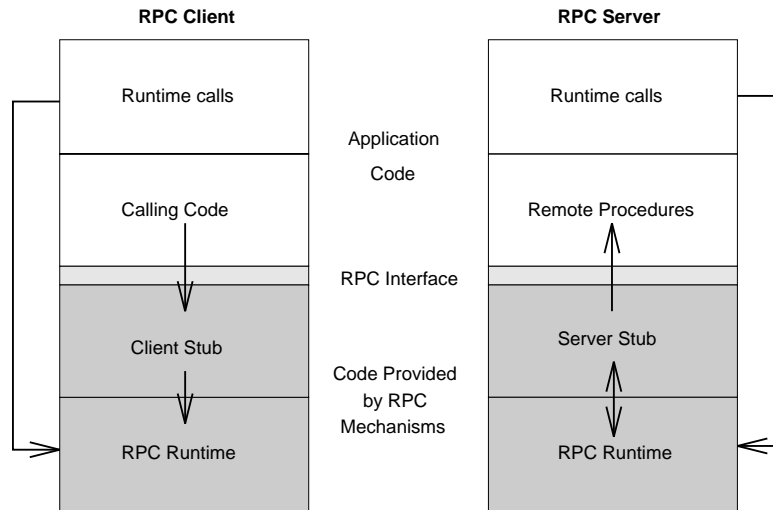 RPC Client
RPC Server
Runtime calls
Runtime calls
Application
Code
Calling Code
Remote Procedures
RPC Interface
Client Stub
Server Stub
Code Provided
by RPC
Mechanisms
RPC Runtime
RPC Runtime